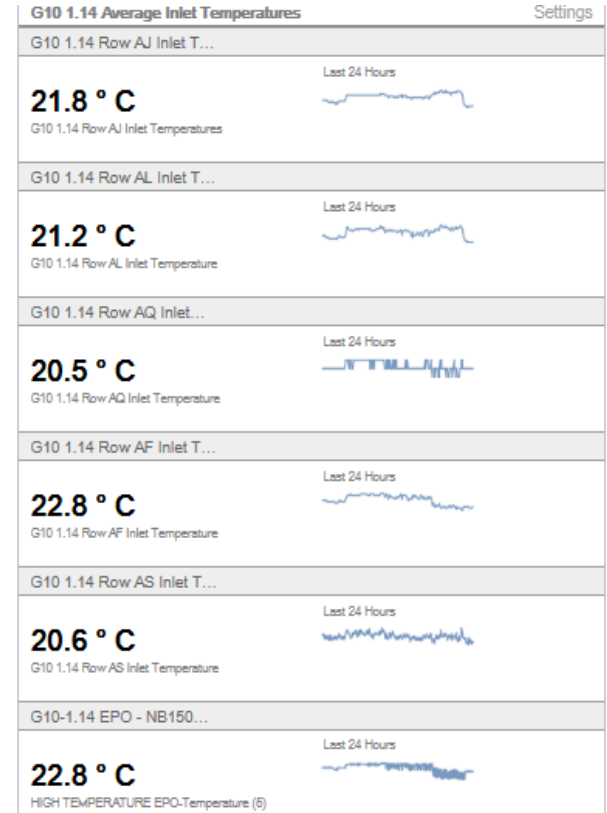 G10 1.14 Average Inlet Temperatures Settings
G10 1.14 Row AJ Inlet T...
Last 24 Hours
21.8 ° C
G10 1.14 Row AJ Inlet Temperatures
G10 1.14 Row AL Inlet T...
Last 24 Hours
21.2 ° C
G10 1.14 Row AL Inlet Temperature
G10 1.14 Row AQ Inlet...
Last 24 Hours
20.5 ° C
G10 1.14 Row AQ Inlet Temperature
G10 1.14 Row AF Inlet T...
Last 24 Hours
22.8 ° C
G10 1.14 Row AF Inlet Temperature
G10 1.14 Row AS Inlet T...
Last 24 Hours
20.6 ° C
G10 1.14 Row AS Inlet Temperature
G10-1.14 EPO - NB150...
Last 24 Hours
22.8 ° C
HIGH TEMPERATURE EPO-Temperature (6)